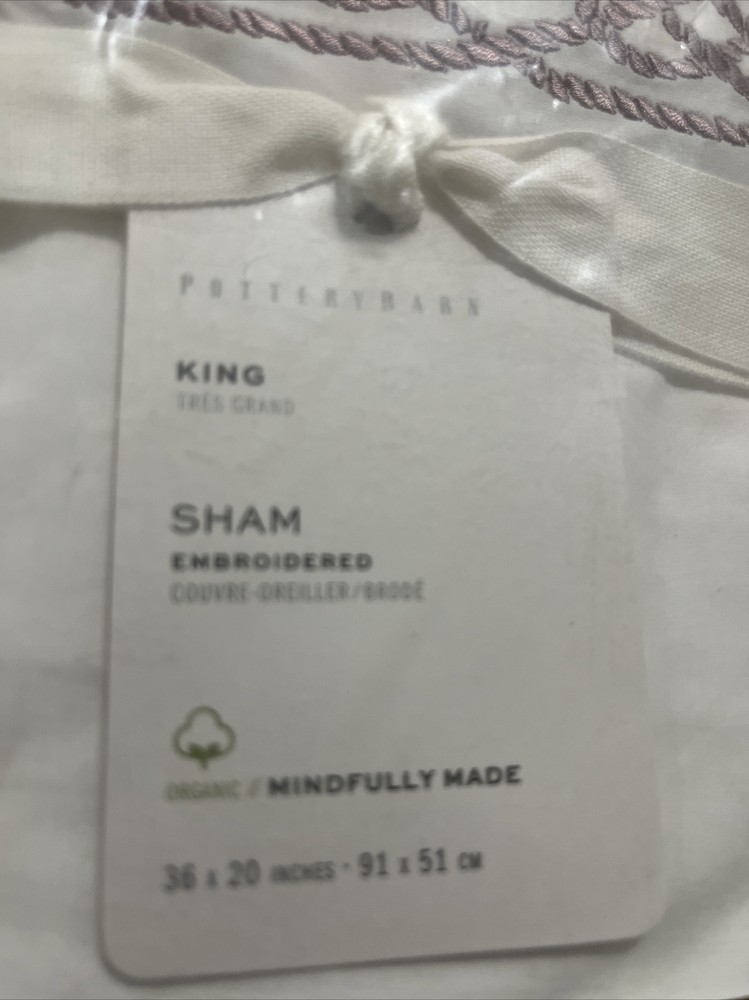 POTTERYBARN
KING
TRÈS GRAND
SHAM
EMBROIDERED
COUVRE-OREILLER/BRODÉ
ORGANIC // MINDFULLY MADE
36 x 20 INCHES · 91 x 51 CM